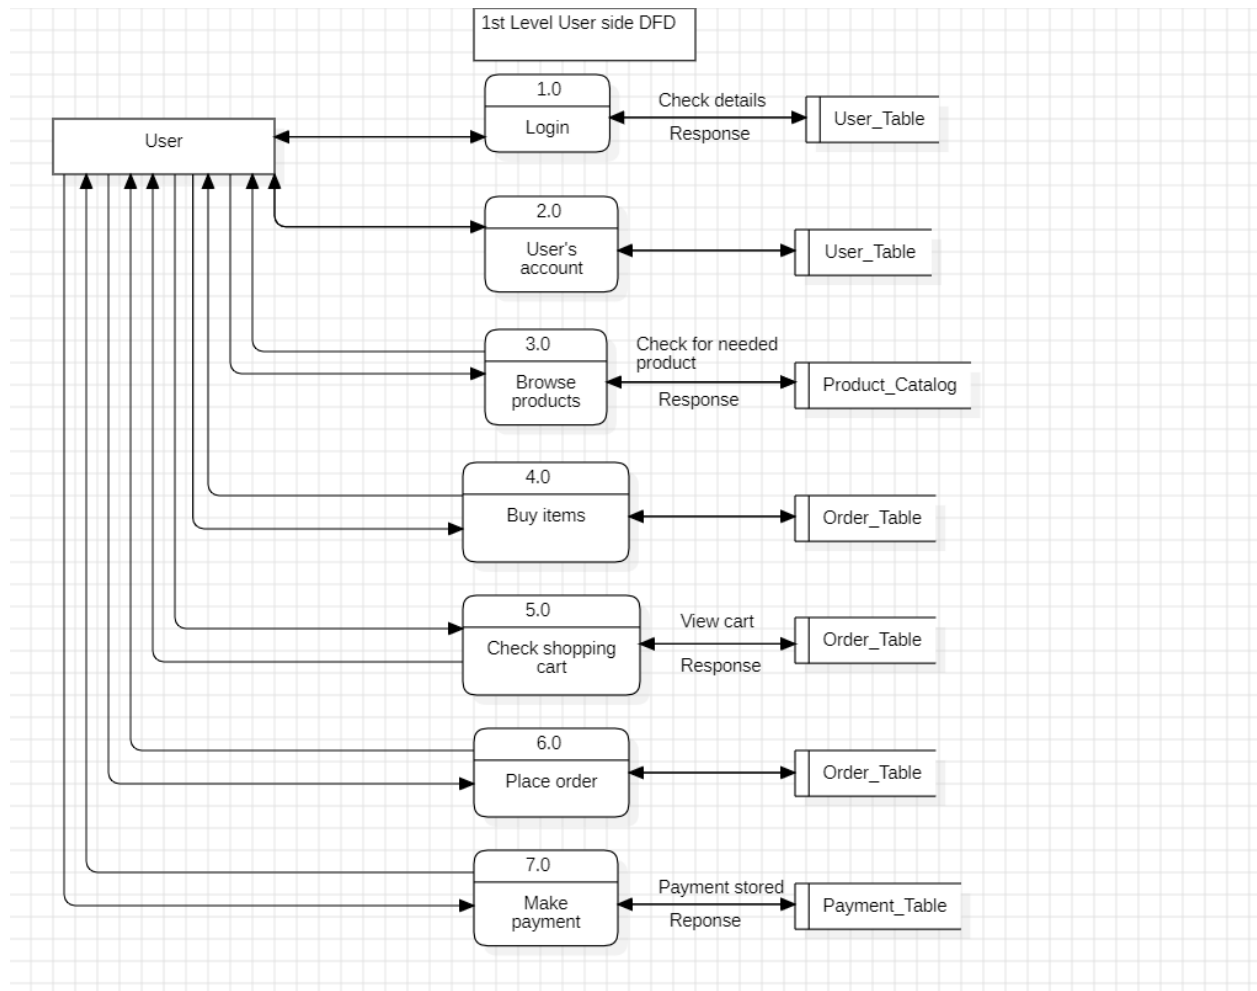 1st Level User side DFD
1.0
Login
Check details
Response
User_Table
User
2.0
User's
account
User_Table
3.0
Browse
products
Check for needed
product
Response
Product_Catalog
4.0
Buy items
Order_Table
5.0
Check shopping
cart
View cart
Response
Order_Table
6.0
Place order
Order_Table
7.0
Make
payment
Payment stored
Reponse
Payment_Table